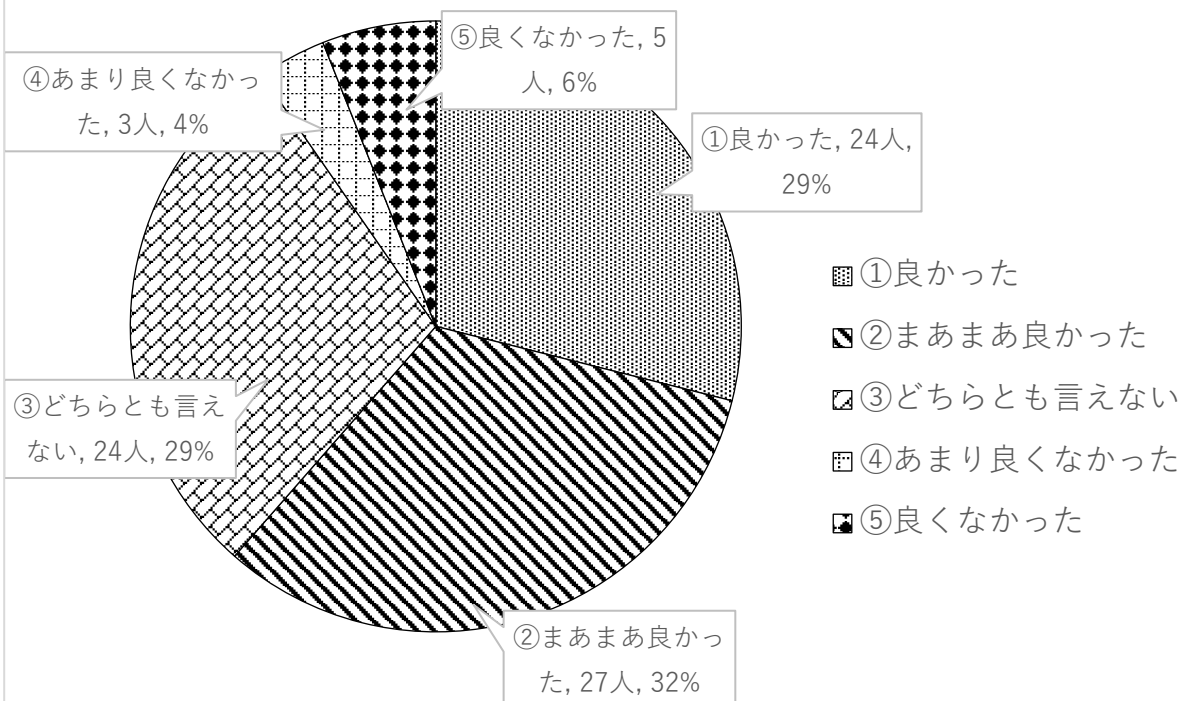 ⑤良くなかった, 5
人, 6%
④あまり良くなかっ
た, 3人, 4%
①良かった, 24人,
29%
①良かった
②まあまあ良かった
③どちらとも言えない
④あまり良くなかった
⑤良くなかった
③どちらとも言え
ない, 24人, 29%
②まあまあ良かっ
た, 27人, 32%